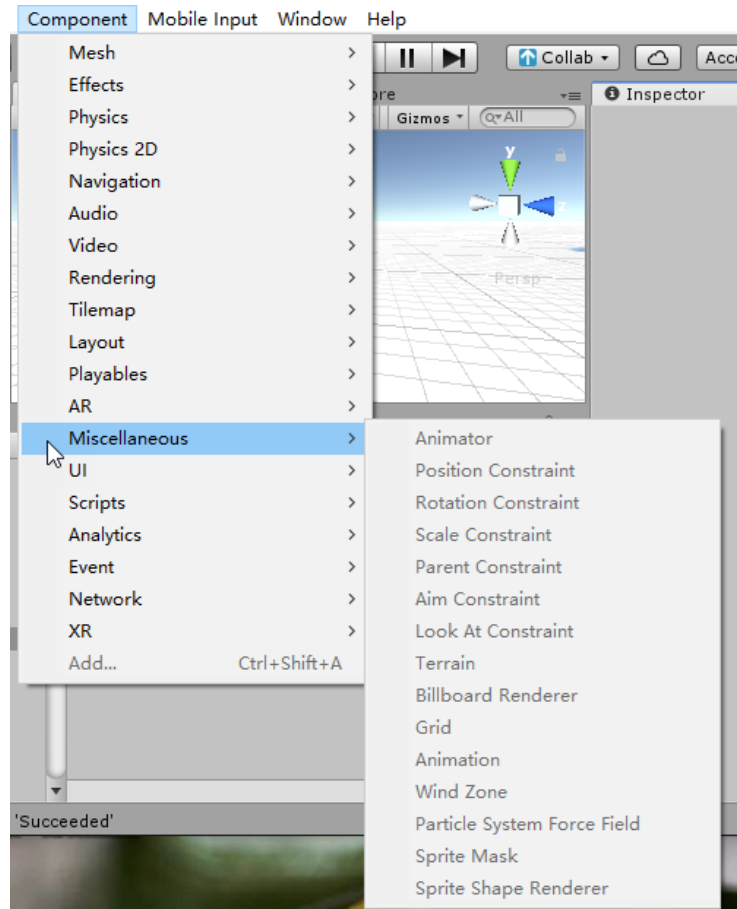 Component Mobile Input Window Help
Mesh
Effects
Physics
Physics 2D
Navigation
Audio
Video
Rendering
Tilemap
Layout
Playables
AR
Miscellaneous
UI
Scripts
Analytics
Event
Network
XR
Add... Ctrl+Shift+A
Collab
Inspector
Gizmos All
y
z
Persp
Animator
Position Constraint
Rotation Constraint
Scale Constraint
Parent Constraint
Aim Constraint
Look At Constraint
Terrain
Billboard Renderer
Grid
Animation
Wind Zone
Particle System Force Field
Sprite Mask
Sprite Shape Renderer
'Succeeded'